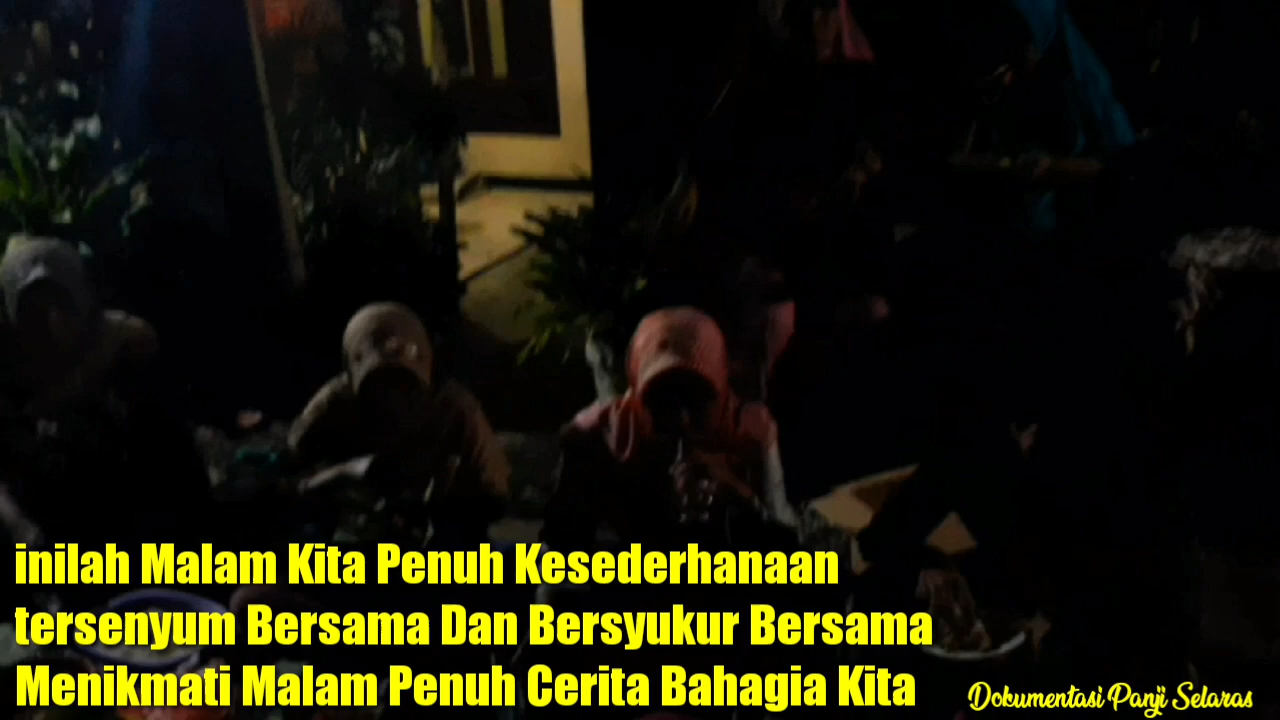 inilah Malam Kita Penuh Kesederhanaan
tersenyum Bersama Dan Bersyukur Bersama
Menikmati Malam Penuh Cerita Bahagia Kita
Dokumentasi Panji Selaras